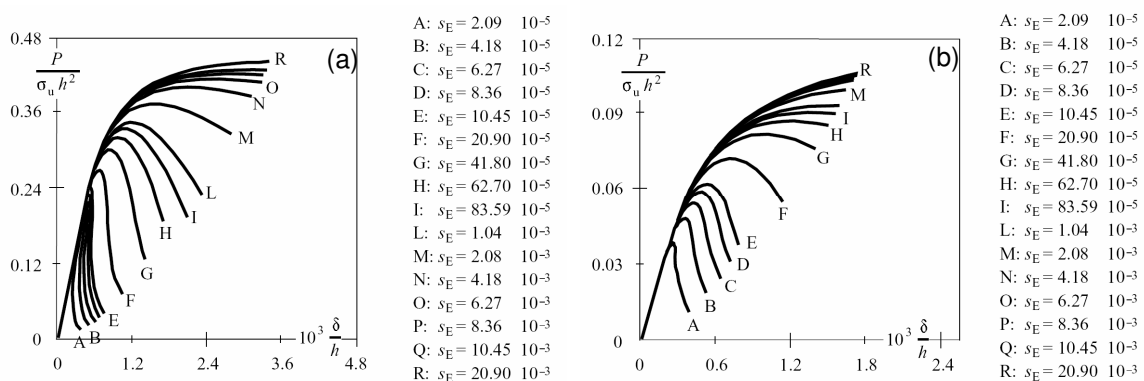 0.48
P
σu h²
(a)
0.36
0.24
0.12
0
R
O
N
M
L
I
H
G
F
E
A B
1.2
2.4
3.6
10³ δ
h
4.8
A: sE = 2.09 10-5
B: sE = 4.18 10-5
C: sE = 6.27 10-5
D: sE = 8.36 10-5
E: sE = 10.45 10-5
F: sE = 20.90 10-5
G: sE = 41.80 10-5
H: sE = 62.70 10-5
I: sE = 83.59 10-5
L: sE = 1.04 10-3
M: sE = 2.08 10-3
N: sE = 4.18 10-3
O: sE = 6.27 10-3
P: sE = 8.36 10-3
Q: sE = 10.45 10-3
R: sE = 20.90 10-3
0.12
P
σu h²
(b)
0.09
0.06
0.03
0
R
M
I
H
G
F
E
D
C
B
A
0.6
1.2
1.8
10³ δ
h
2.4
A: sE = 2.09 10-5
B: sE = 4.18 10-5
C: sE = 6.27 10-5
D: sE = 8.36 10-5
E: sE = 10.45 10-5
F: sE = 20.90 10-5
G: sE = 41.80 10-5
H: sE = 62.70 10-5
I: sE = 83.59 10-5
L: sE = 1.04 10-3
M: sE = 2.08 10-3
N: sE = 4.18 10-3
O: sE = 6.27 10-3
P: sE = 8.36 10-3
Q: sE = 10.45 10-3
R: sE = 20.90 10-3